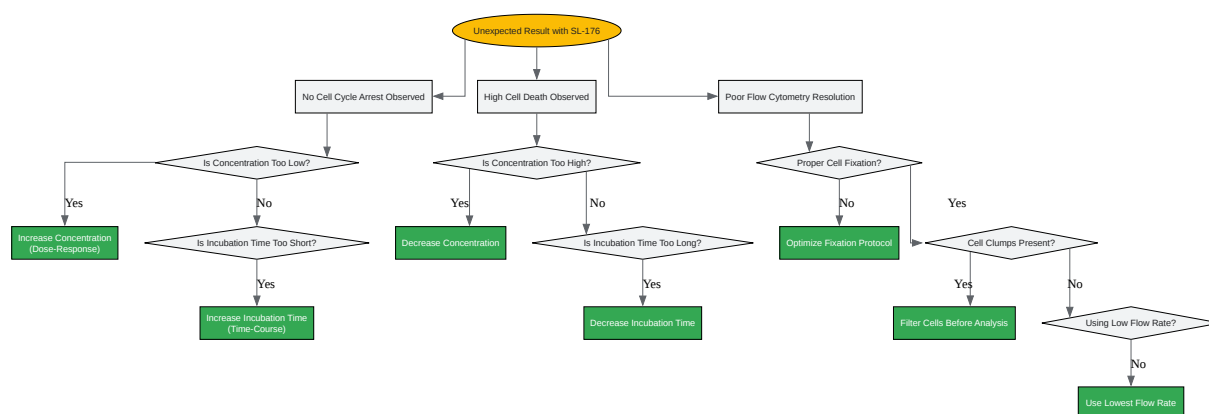 Unexpected Result with SL-176
No Cell Cycle Arrest Observed
High Cell Death Observed
Poor Flow Cytometry Resolution
Is Concentration Too Low?
Is Concentration Too High?
Proper Cell Fixation?
Yes
No
Yes
No
No
Yes
Increase Concentration
(Dose-Response)
Is Incubation Time Too Short?
Decrease Concentration
Is Incubation Time Too Long?
Optimize Fixation Protocol
Cell Clumps Present?
Yes
Yes
Yes
No
Increase Incubation Time
(Time-Course)
Decrease Incubation Time
Filter Cells Before Analysis
Using Low Flow Rate?
No
Use Lowest Flow Rate